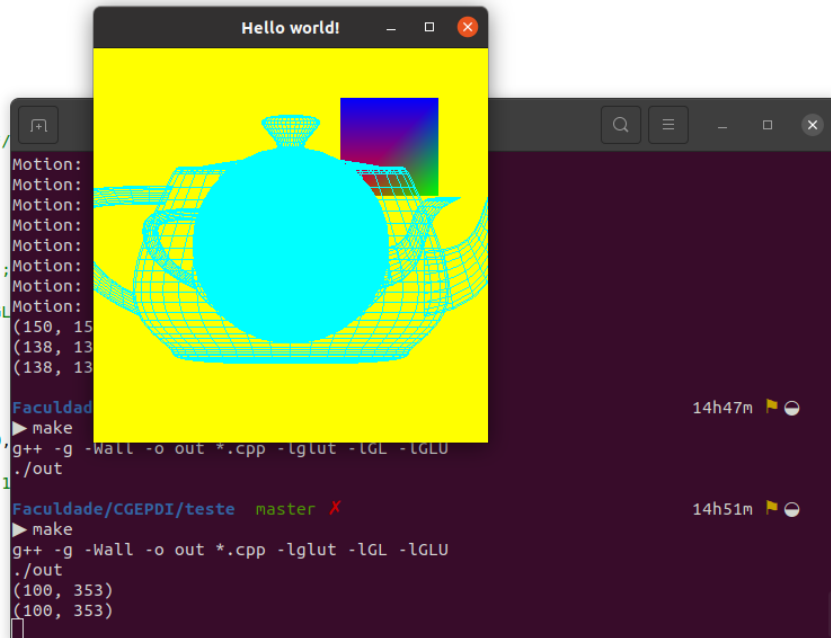 Hello world!
Motion:
Motion:
Motion:
Motion:
Motion:
Motion:
Motion:
Motion:
(150, 15
(138, 13
(138, 13
Faculdad 14h47m
make
g++ -g -Wall -o out *.cpp -lglut -lGL -lGLU
./out
Faculdade/CGEPDI/teste master ✗ 14h51m
make
g++ -g -Wall -o out *.cpp -lglut -lGL -lGLU
./out
(100, 353)
(100, 353)